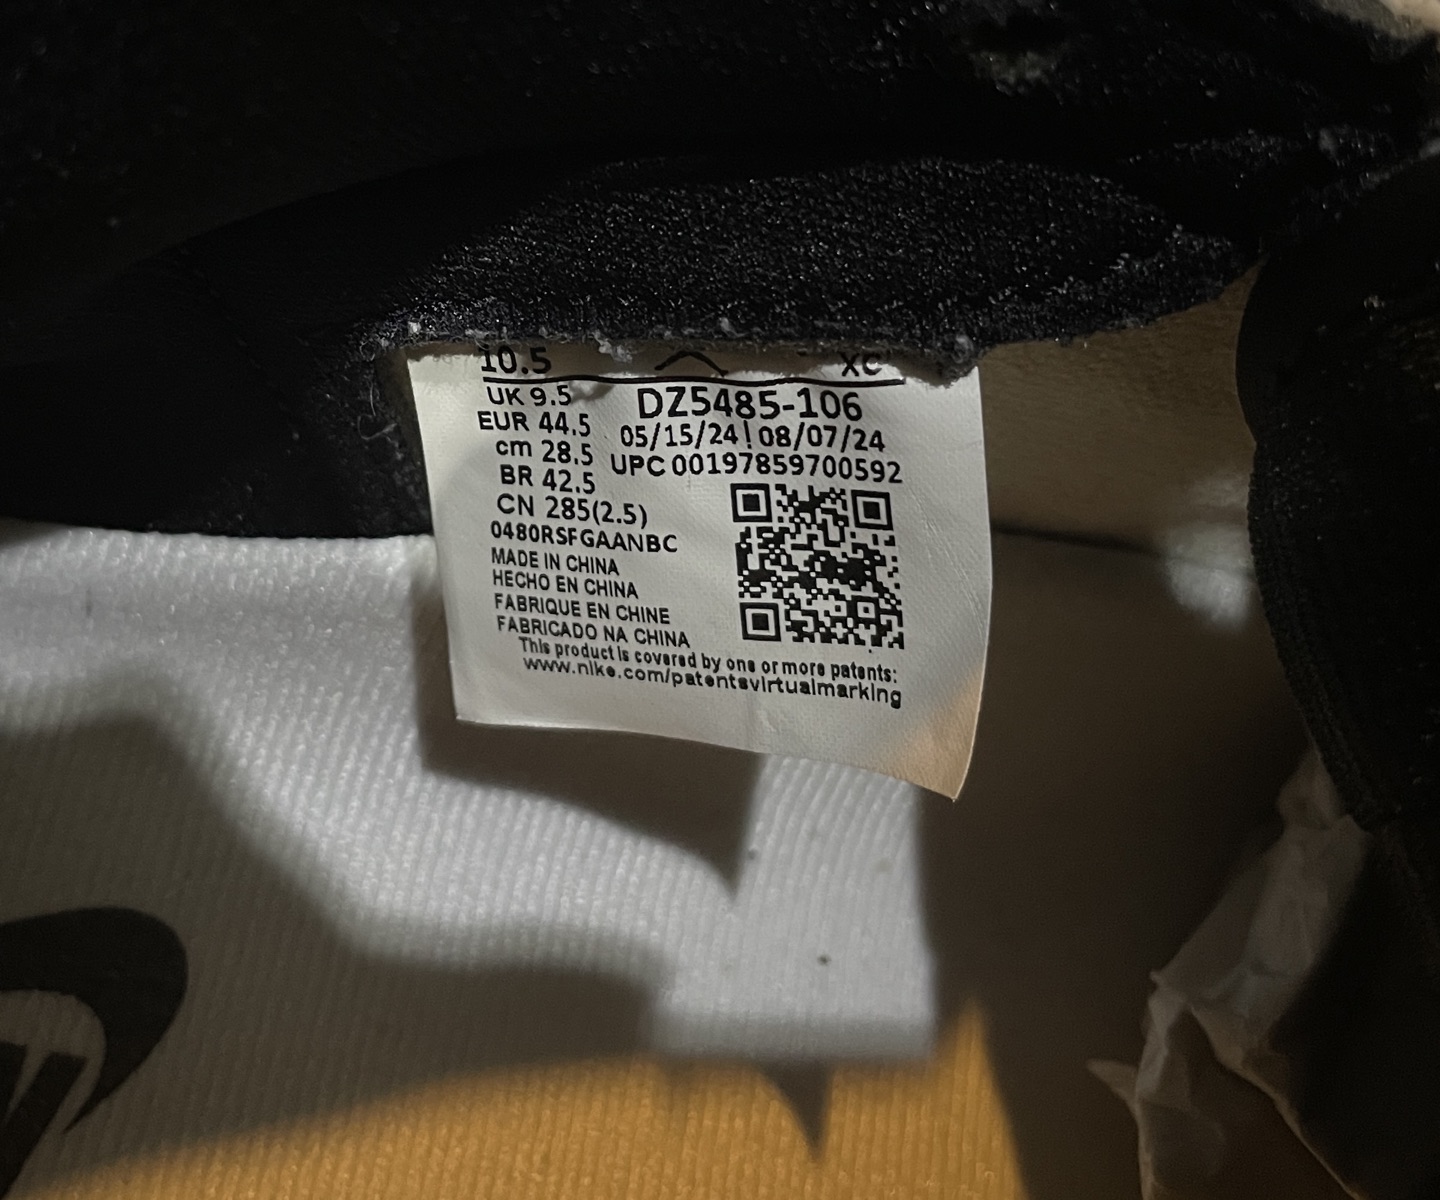 10.5 XC
UK 9.5 DZ5485-106
EUR 44.5 05/15/24 | 08/07/24
cm 28.5 UPC 00197859700592
BR 42.5
CN 285(2.5)
0480RSFGAANBC
MADE IN CHINA
HECHO EN CHINA
FABRIQUE EN CHINE
FABRICADO NA CHINA
This product is covered by one or more patents:
www.nike.com/patentsvirtualmarking